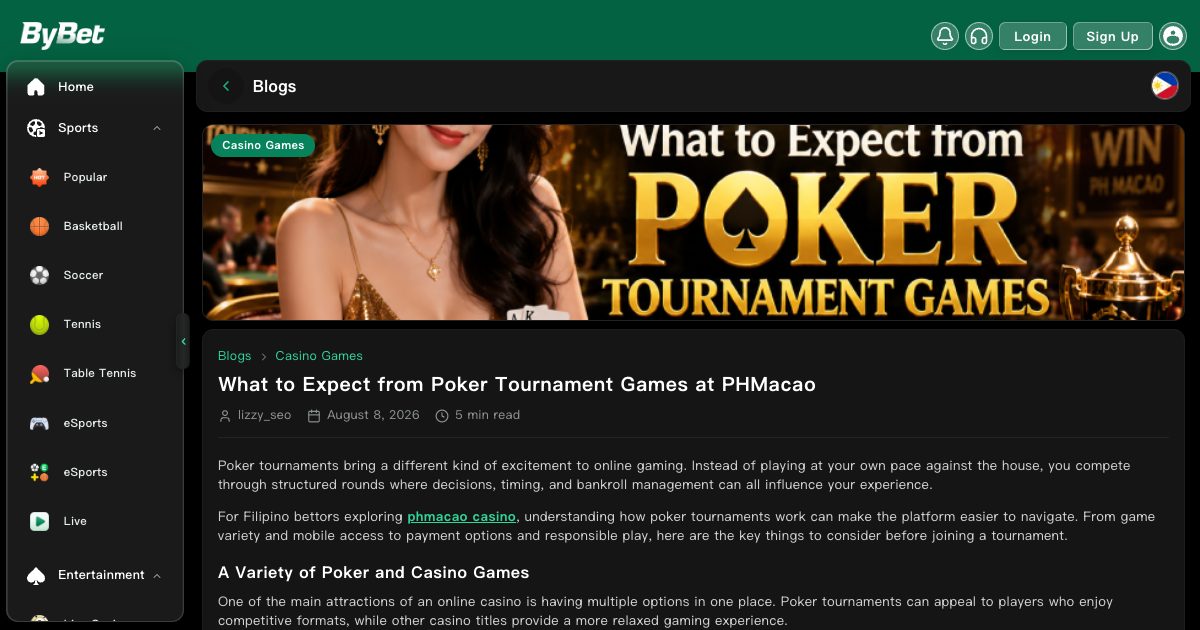 ByBet
Login
Sign Up
Home
Sports
HOT
Popular
Basketball
Soccer
Tennis
Table Tennis
eSports
eSports
Live
Entertainment
Blogs
Casino Games
TOURNAMENT
What to Expect from
POKER
TOURNAMENT GAMES
WIN
PH MACAO
A
K
Blogs > Casino Games
What to Expect from Poker Tournament Games at PHMacao
lizzy_seo August 8, 2026 5 min read
Poker tournaments bring a different kind of excitement to online gaming. Instead of playing at your own pace against the house, you compete
through structured rounds where decisions, timing, and bankroll management can all influence your experience.
For Filipino bettors exploring phmacao casino, understanding how poker tournaments work can make the platform easier to navigate. From game
variety and mobile access to payment options and responsible play, here are the key things to consider before joining a tournament.
A Variety of Poker and Casino Games
One of the main attractions of an online casino is having multiple options in one place. Poker tournaments can appeal to players who enjoy
competitive formats, while other casino titles provide a more relaxed gaming experience.